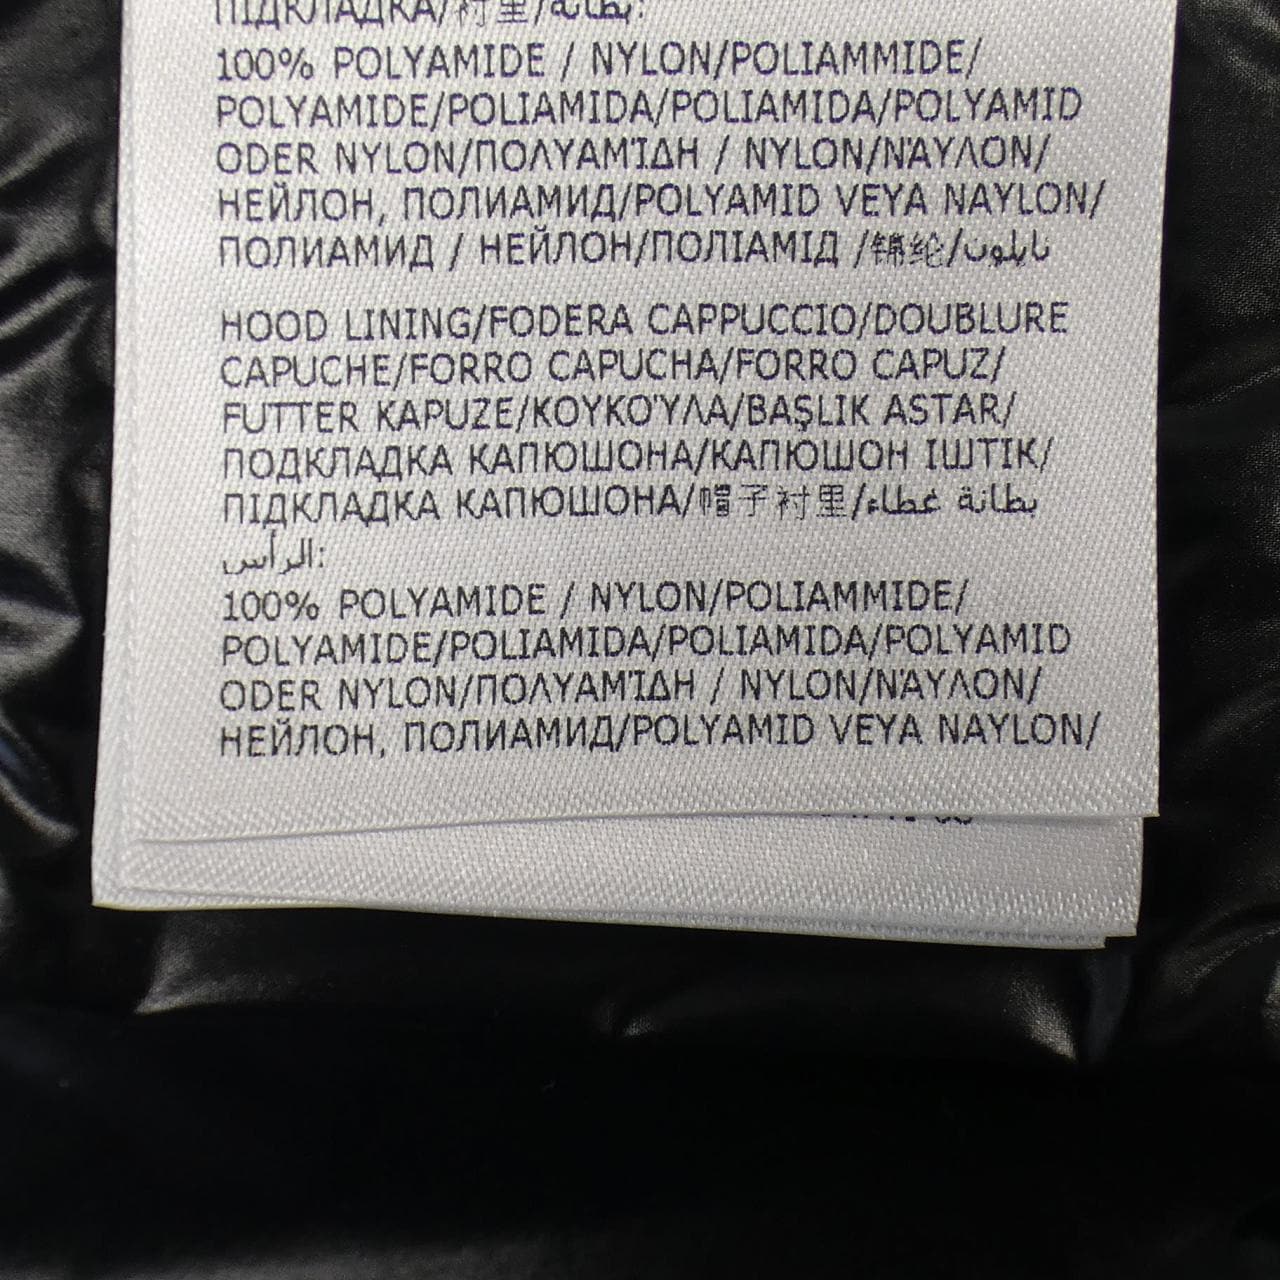 ПІДКЛАДКА/衬里/بطانة:
100% POLYAMIDE / NYLON/POLIAMMIDE/
POLYAMIDE/POLIAMIDA/POLIAMIDA/POLYAMID
ODER NYLON/ΠΟΛΥΑΜΊΔΗ / NYLON/ΝΆΥΛΟΝ/
НЕЙЛОН, ПОЛИАМИД/POLYAMID VEYA NAYLON/
ПОЛИАМИД / НЕЙЛОН/ПОЛІАМІД /锦纶/نايلون
HOOD LINING/FODERA CAPPUCCIO/DOUBLURE
CAPUCHE/FORRO CAPUCHA/FORRO CAPUZ/
FUTTER KAPUZE/ΚΟΥΚΟΎΛΑ/BAŞLIK ASTAR/
ПОДКЛАДКА КАПЮШОНА/КАПЮШОН ІШТІК/
ПІДКЛАДКА КАПЮШОНА/帽子衬里/بطانة غطاء
الرأس:
100% POLYAMIDE / NYLON/POLIAMMIDE/
POLYAMIDE/POLIAMIDA/POLIAMIDA/POLYAMID
ODER NYLON/ΠΟΛΥΑΜΊΔΗ / NYLON/ΝΆΥΛΟΝ/
НЕЙЛОН, ПОЛИАМИД/POLYAMID VEYA NAYLON/